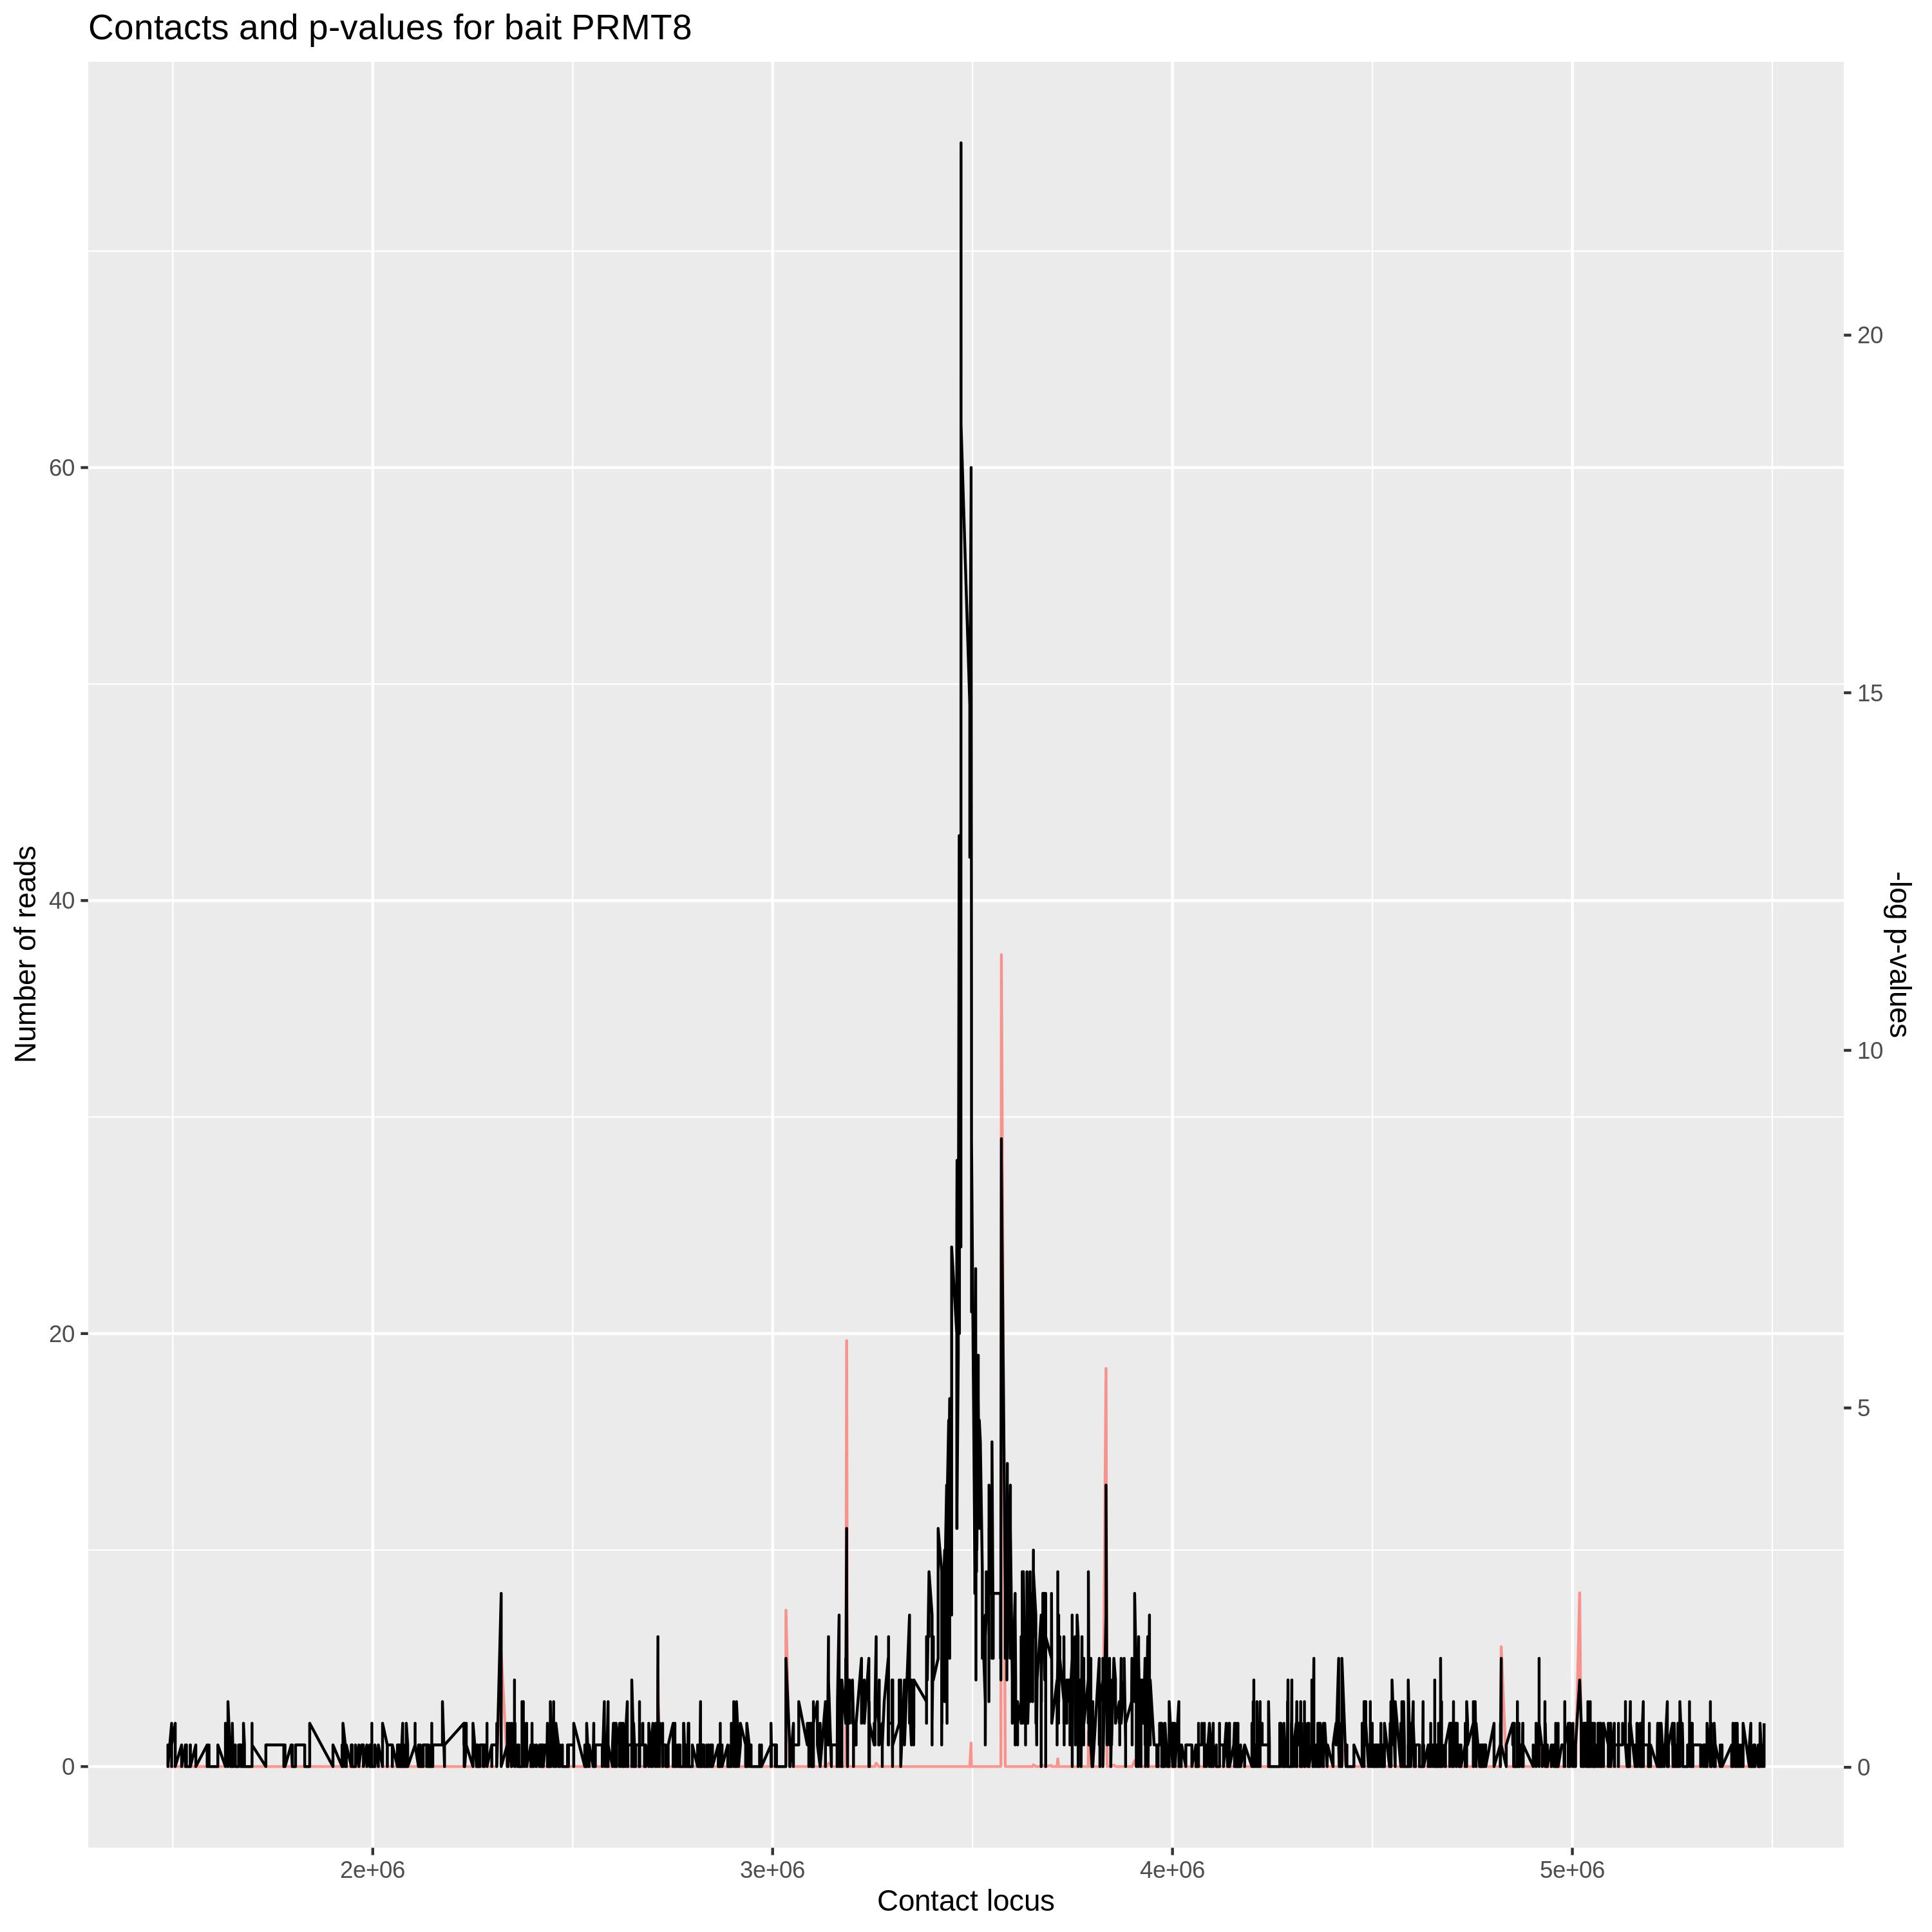 Contacts and p-values for bait PRMT8
Number of reads
60
40
20
0
20
15
10
5
0
-log p-values
2e+06
3e+06
4e+06
5e+06
Contact locus